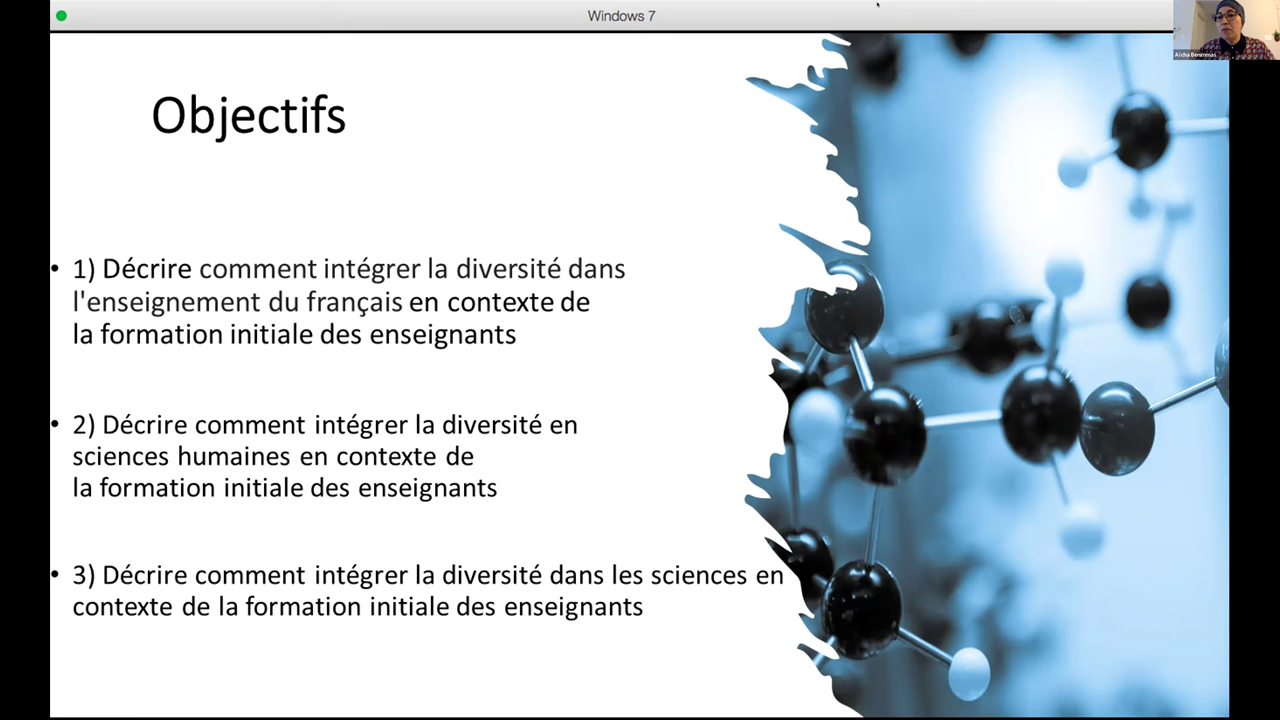 Windows 7
Aïcha Benimmas
Objectifs
• 1) Décrire comment intégrer la diversité dans
l'enseignement du français en contexte de
la formation initiale des enseignants
• 2) Décrire comment intégrer la diversité en
sciences humaines en contexte de
la formation initiale des enseignants
• 3) Décrire comment intégrer la diversité dans les sciences en
contexte de la formation initiale des enseignants